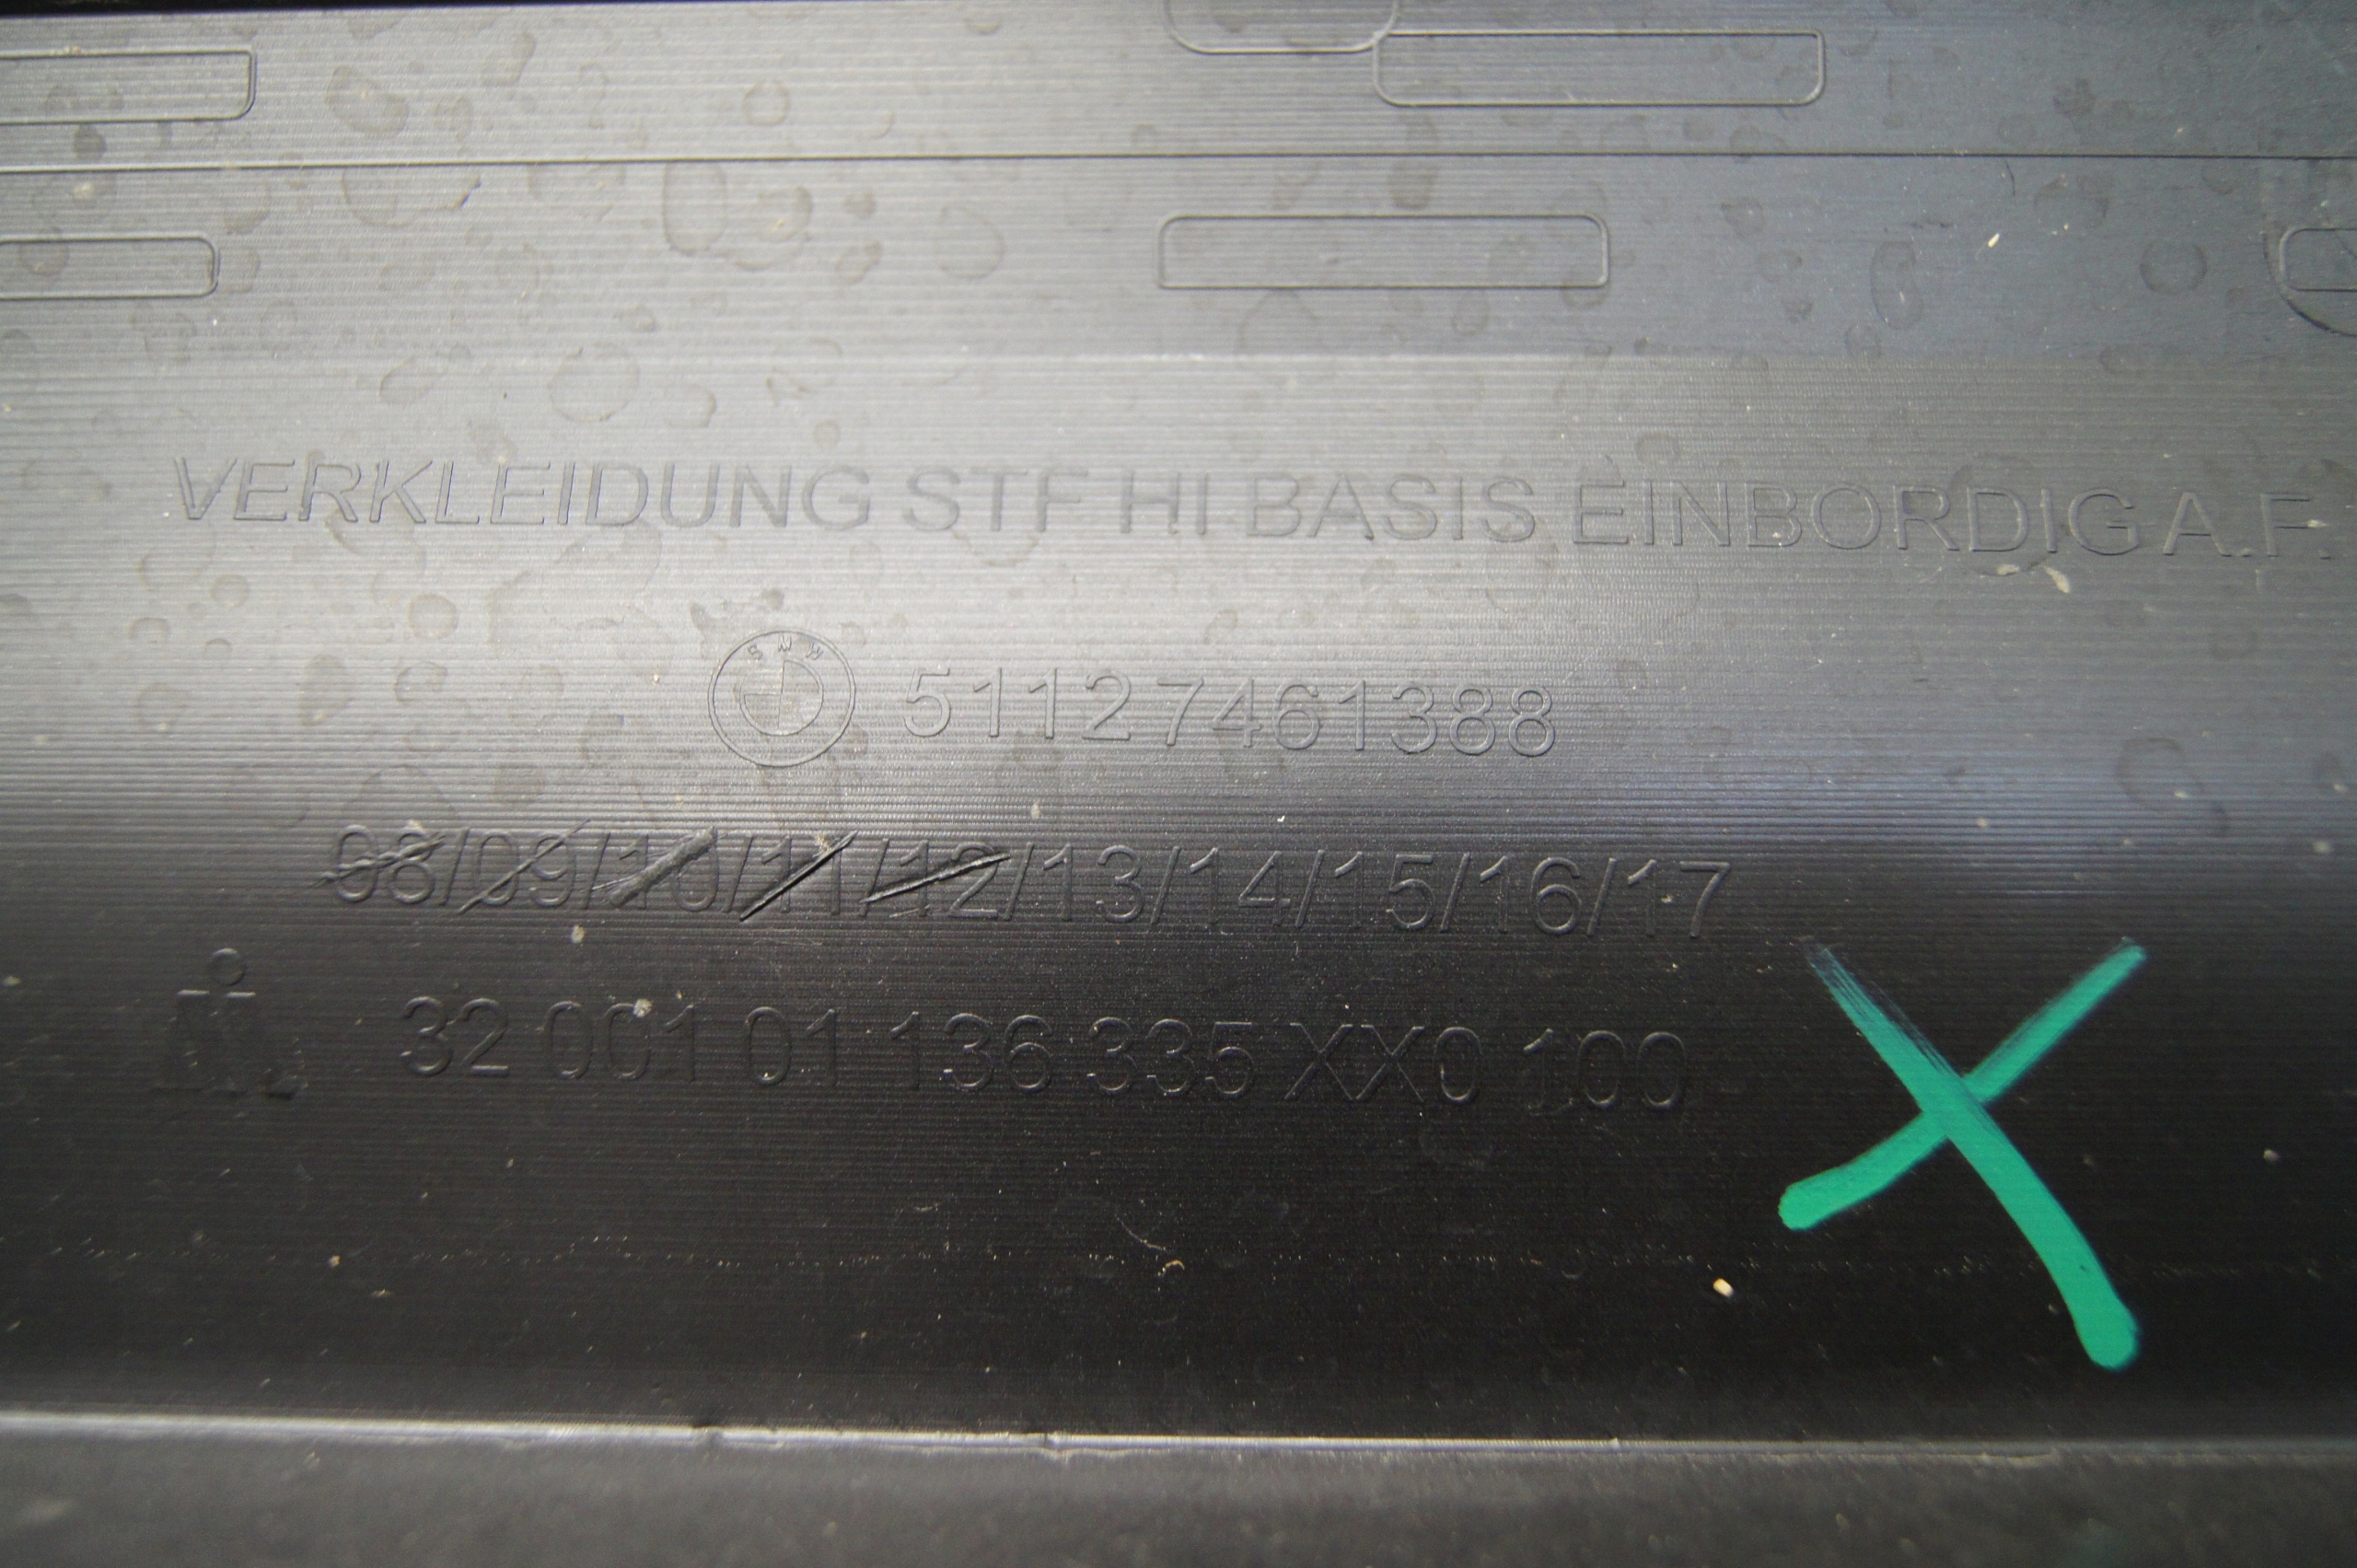 VERKLEIDUNG STF HI BASIS EINBORDIG A.F.
BMW 51127461388
08/09/10/11/12/13/14/15/16/17
32 001 01 136 335 XX0 100
X